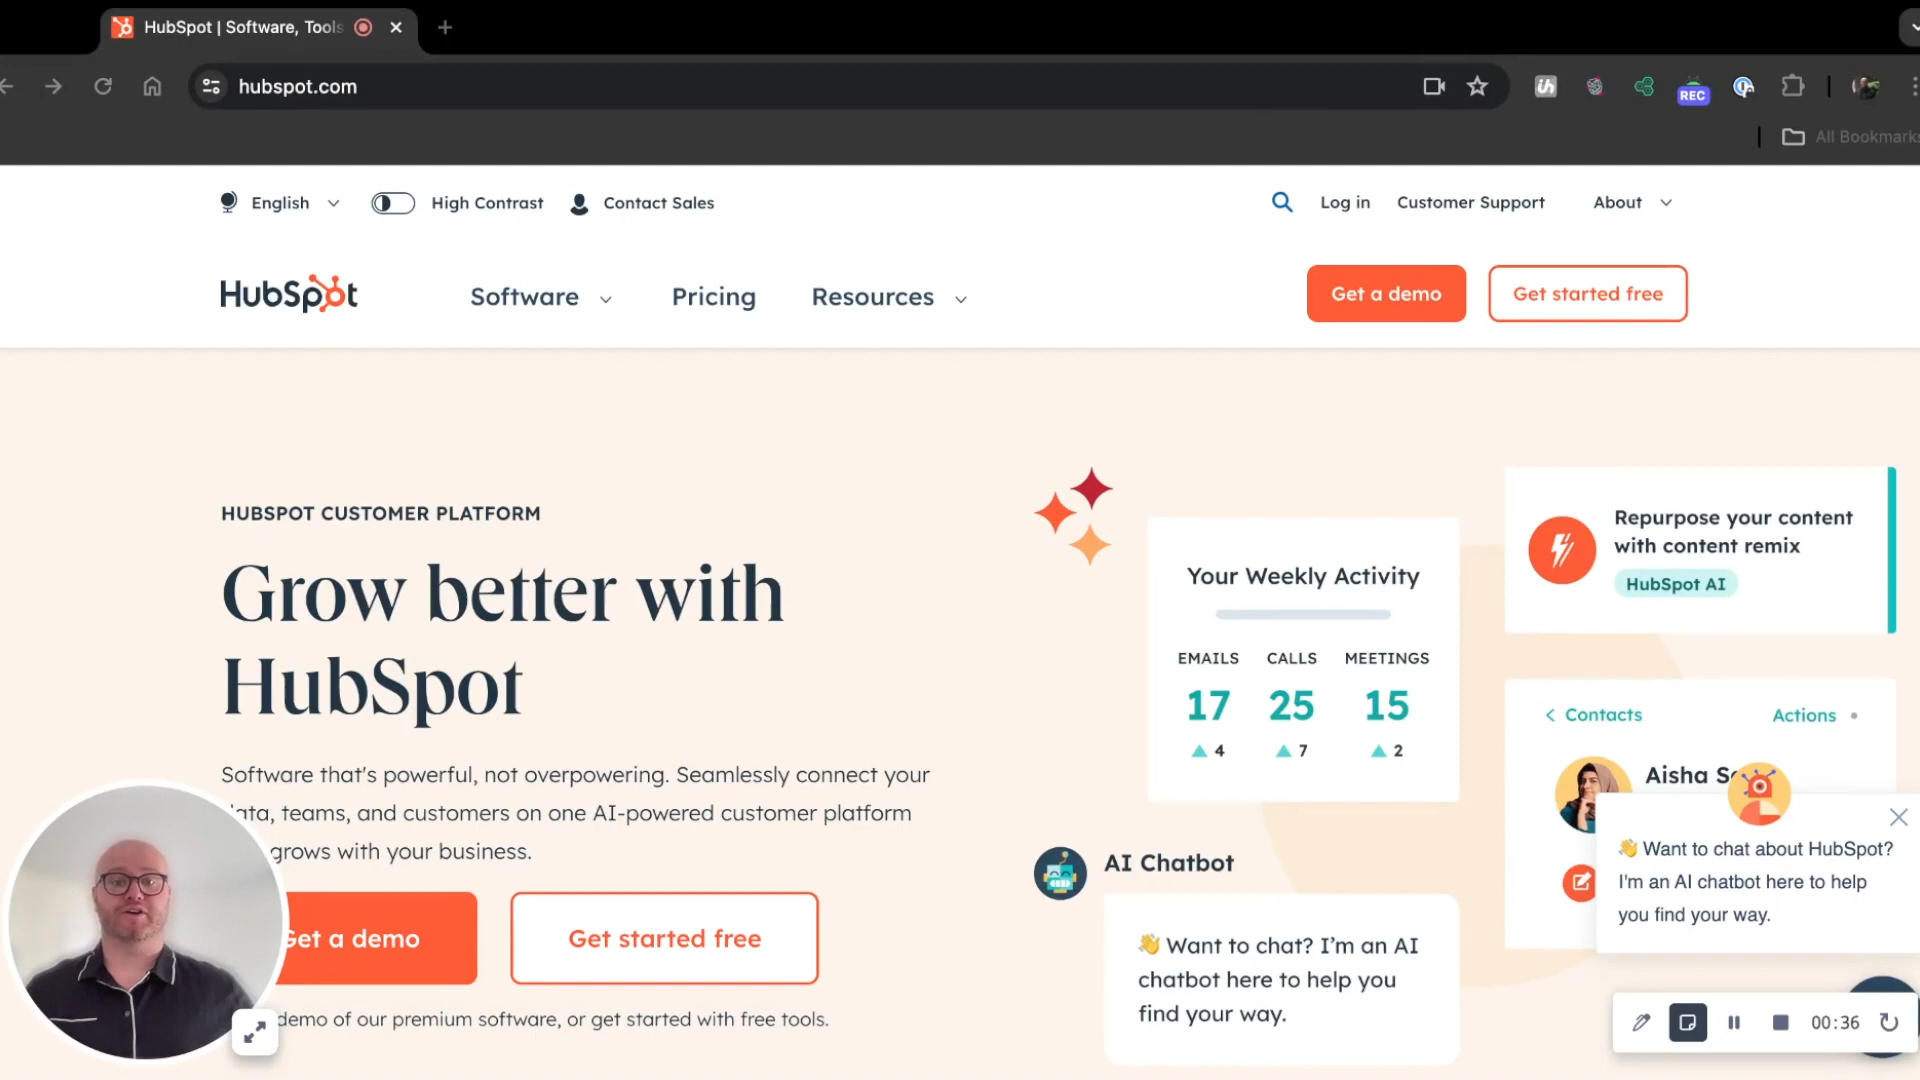 HubSpot | Software, Tools
hubspot.com
REC
All Bookmarks
English
High Contrast
Contact Sales
Log in
Customer Support
About
HubSpot
Software
Pricing
Resources
Get a demo
Get started free
HUBSPOT CUSTOMER PLATFORM
Grow better with
HubSpot
Software that's powerful, not overpowering. Seamlessly connect your
data, teams, and customers on one AI-powered customer platform
grows with your business.
Get a demo
Get started free
demo of our premium software, or get started with free tools.
Your Weekly Activity
EMAILS CALLS MEETINGS
17 25 15
4 7 2
AI Chatbot
👋 Want to chat? I'm an AI
chatbot here to help you
find your way.
Repurpose your content
with content remix
HubSpot AI
Contacts
Actions
Aisha
👋 Want to chat about HubSpot?
I'm an AI chatbot here to help
you find your way.
00:36